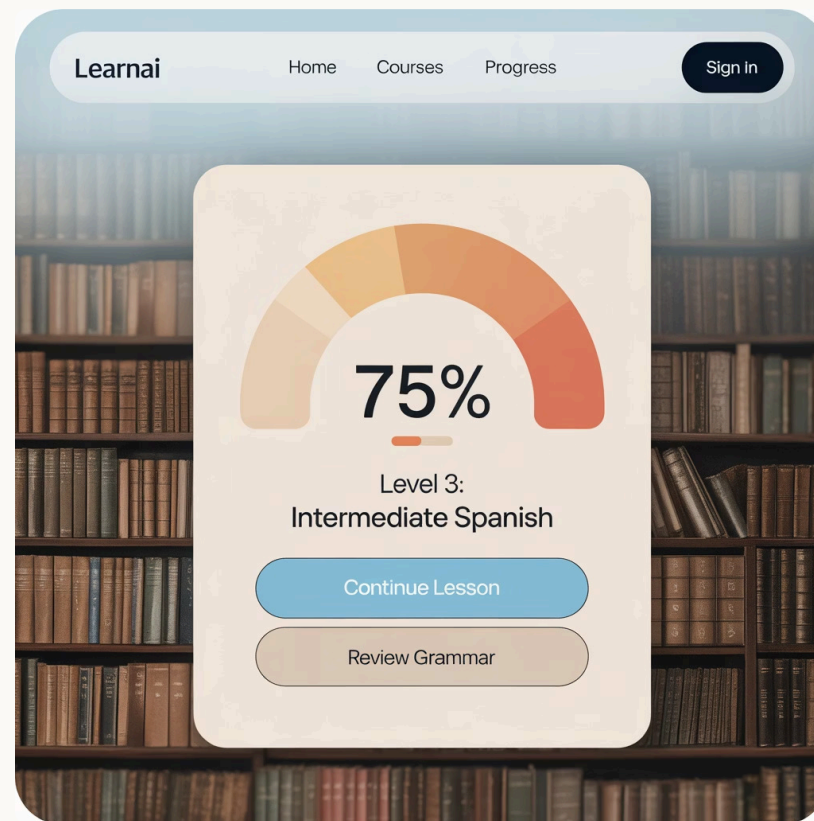 Learnai
Home
Courses
Progress
Sign in
75%
Level 3:
Intermediate Spanish
Continue Lesson
Review Grammar